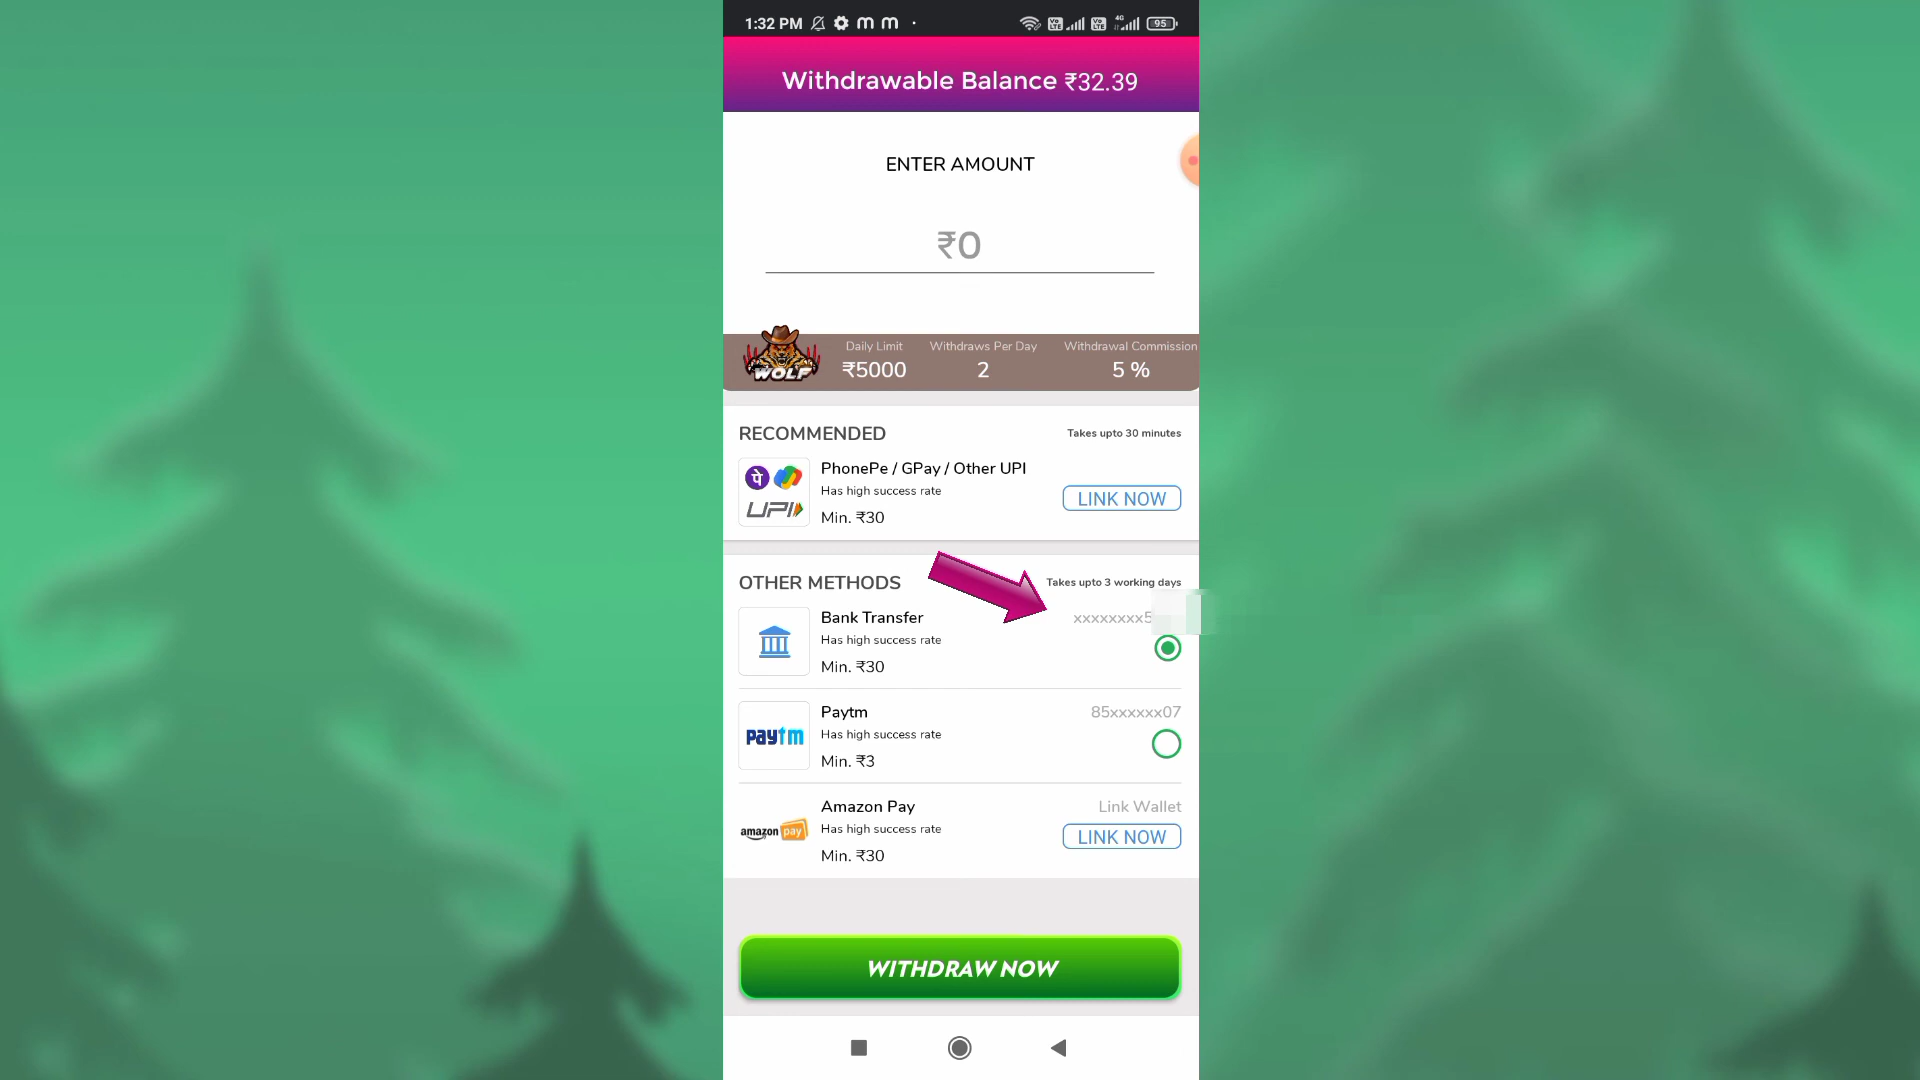 1:32 PM
95
Withdrawable Balance ₹32.39
ENTER AMOUNT
₹0
WOLF
Daily Limit Withdraws Per Day Withdrawal Commission
₹5000 2 5 %
RECOMMENDED Takes upto 30 minutes
PhonePe / GPay / Other UPI
Has high success rate
LINK NOW
UPI
Min. ₹30
OTHER METHODS Takes upto 3 working days
Bank Transfer xxxxxxxx5
Has high success rate
Min. ₹30
Paytm 85xxxxxx07
Has high success rate
paytm
Min. ₹3
Amazon Pay Link Wallet
Has high success rate
amazon pay
LINK NOW
Min. ₹30
WITHDRAW NOW